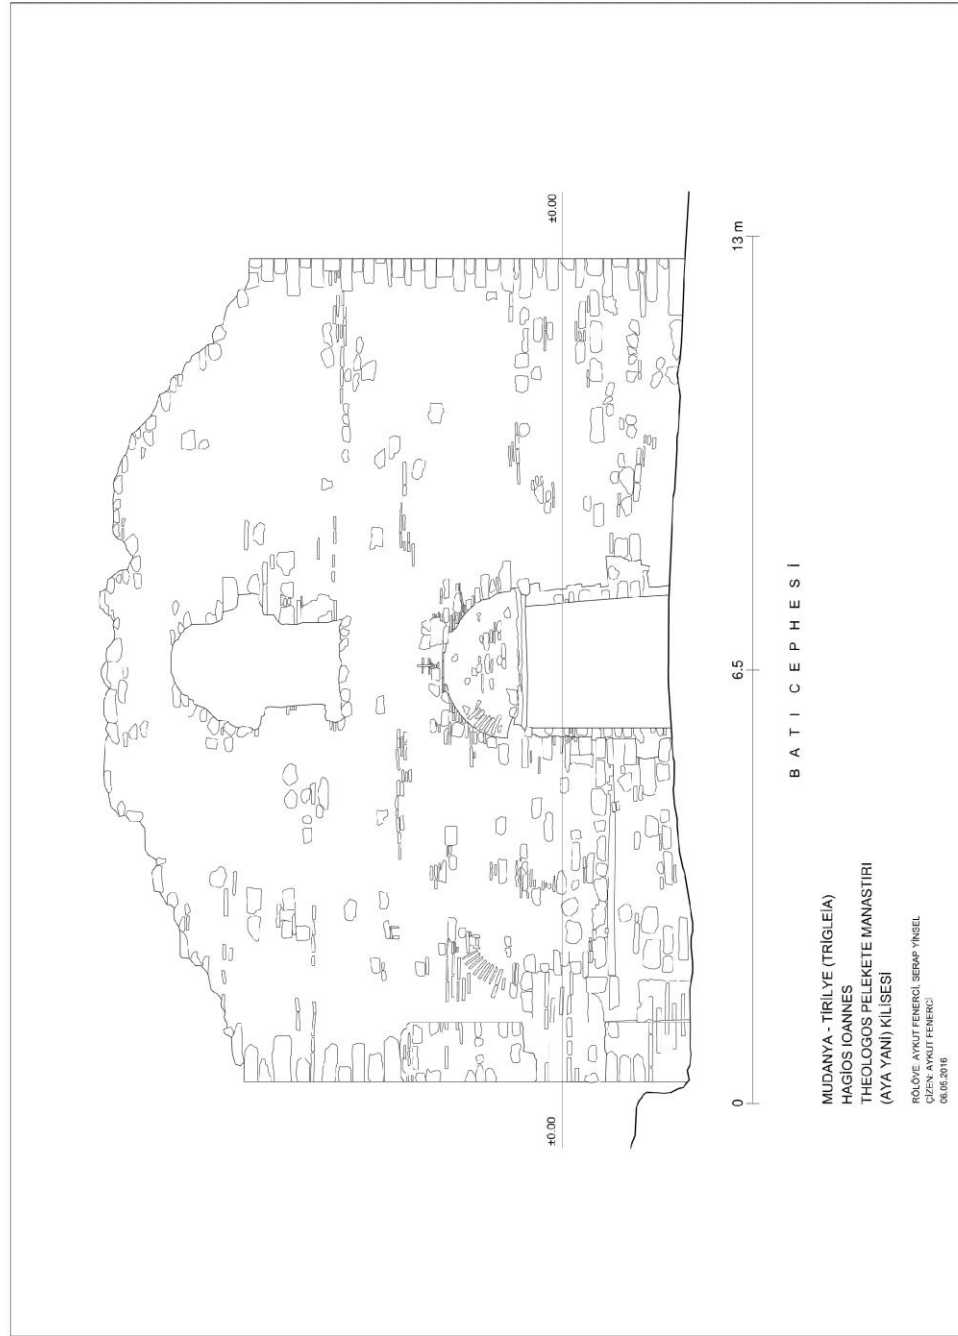 ±0.00
±0.00
0
6.5
13 m
B A T I C E P H E S İ
MUDANYA - TİRİLYE (TRİGLEİA)
HAGİOS IOANNES
THEOLOGOS PELEKETE MANASTIRI
(AYA YANİ) KİLİSESİ
RÖLÖVE: AYKUT FENERCİ, SERAP YİNSEL
ÇİZEN: AYKUT FENERCİ
06.05.2016